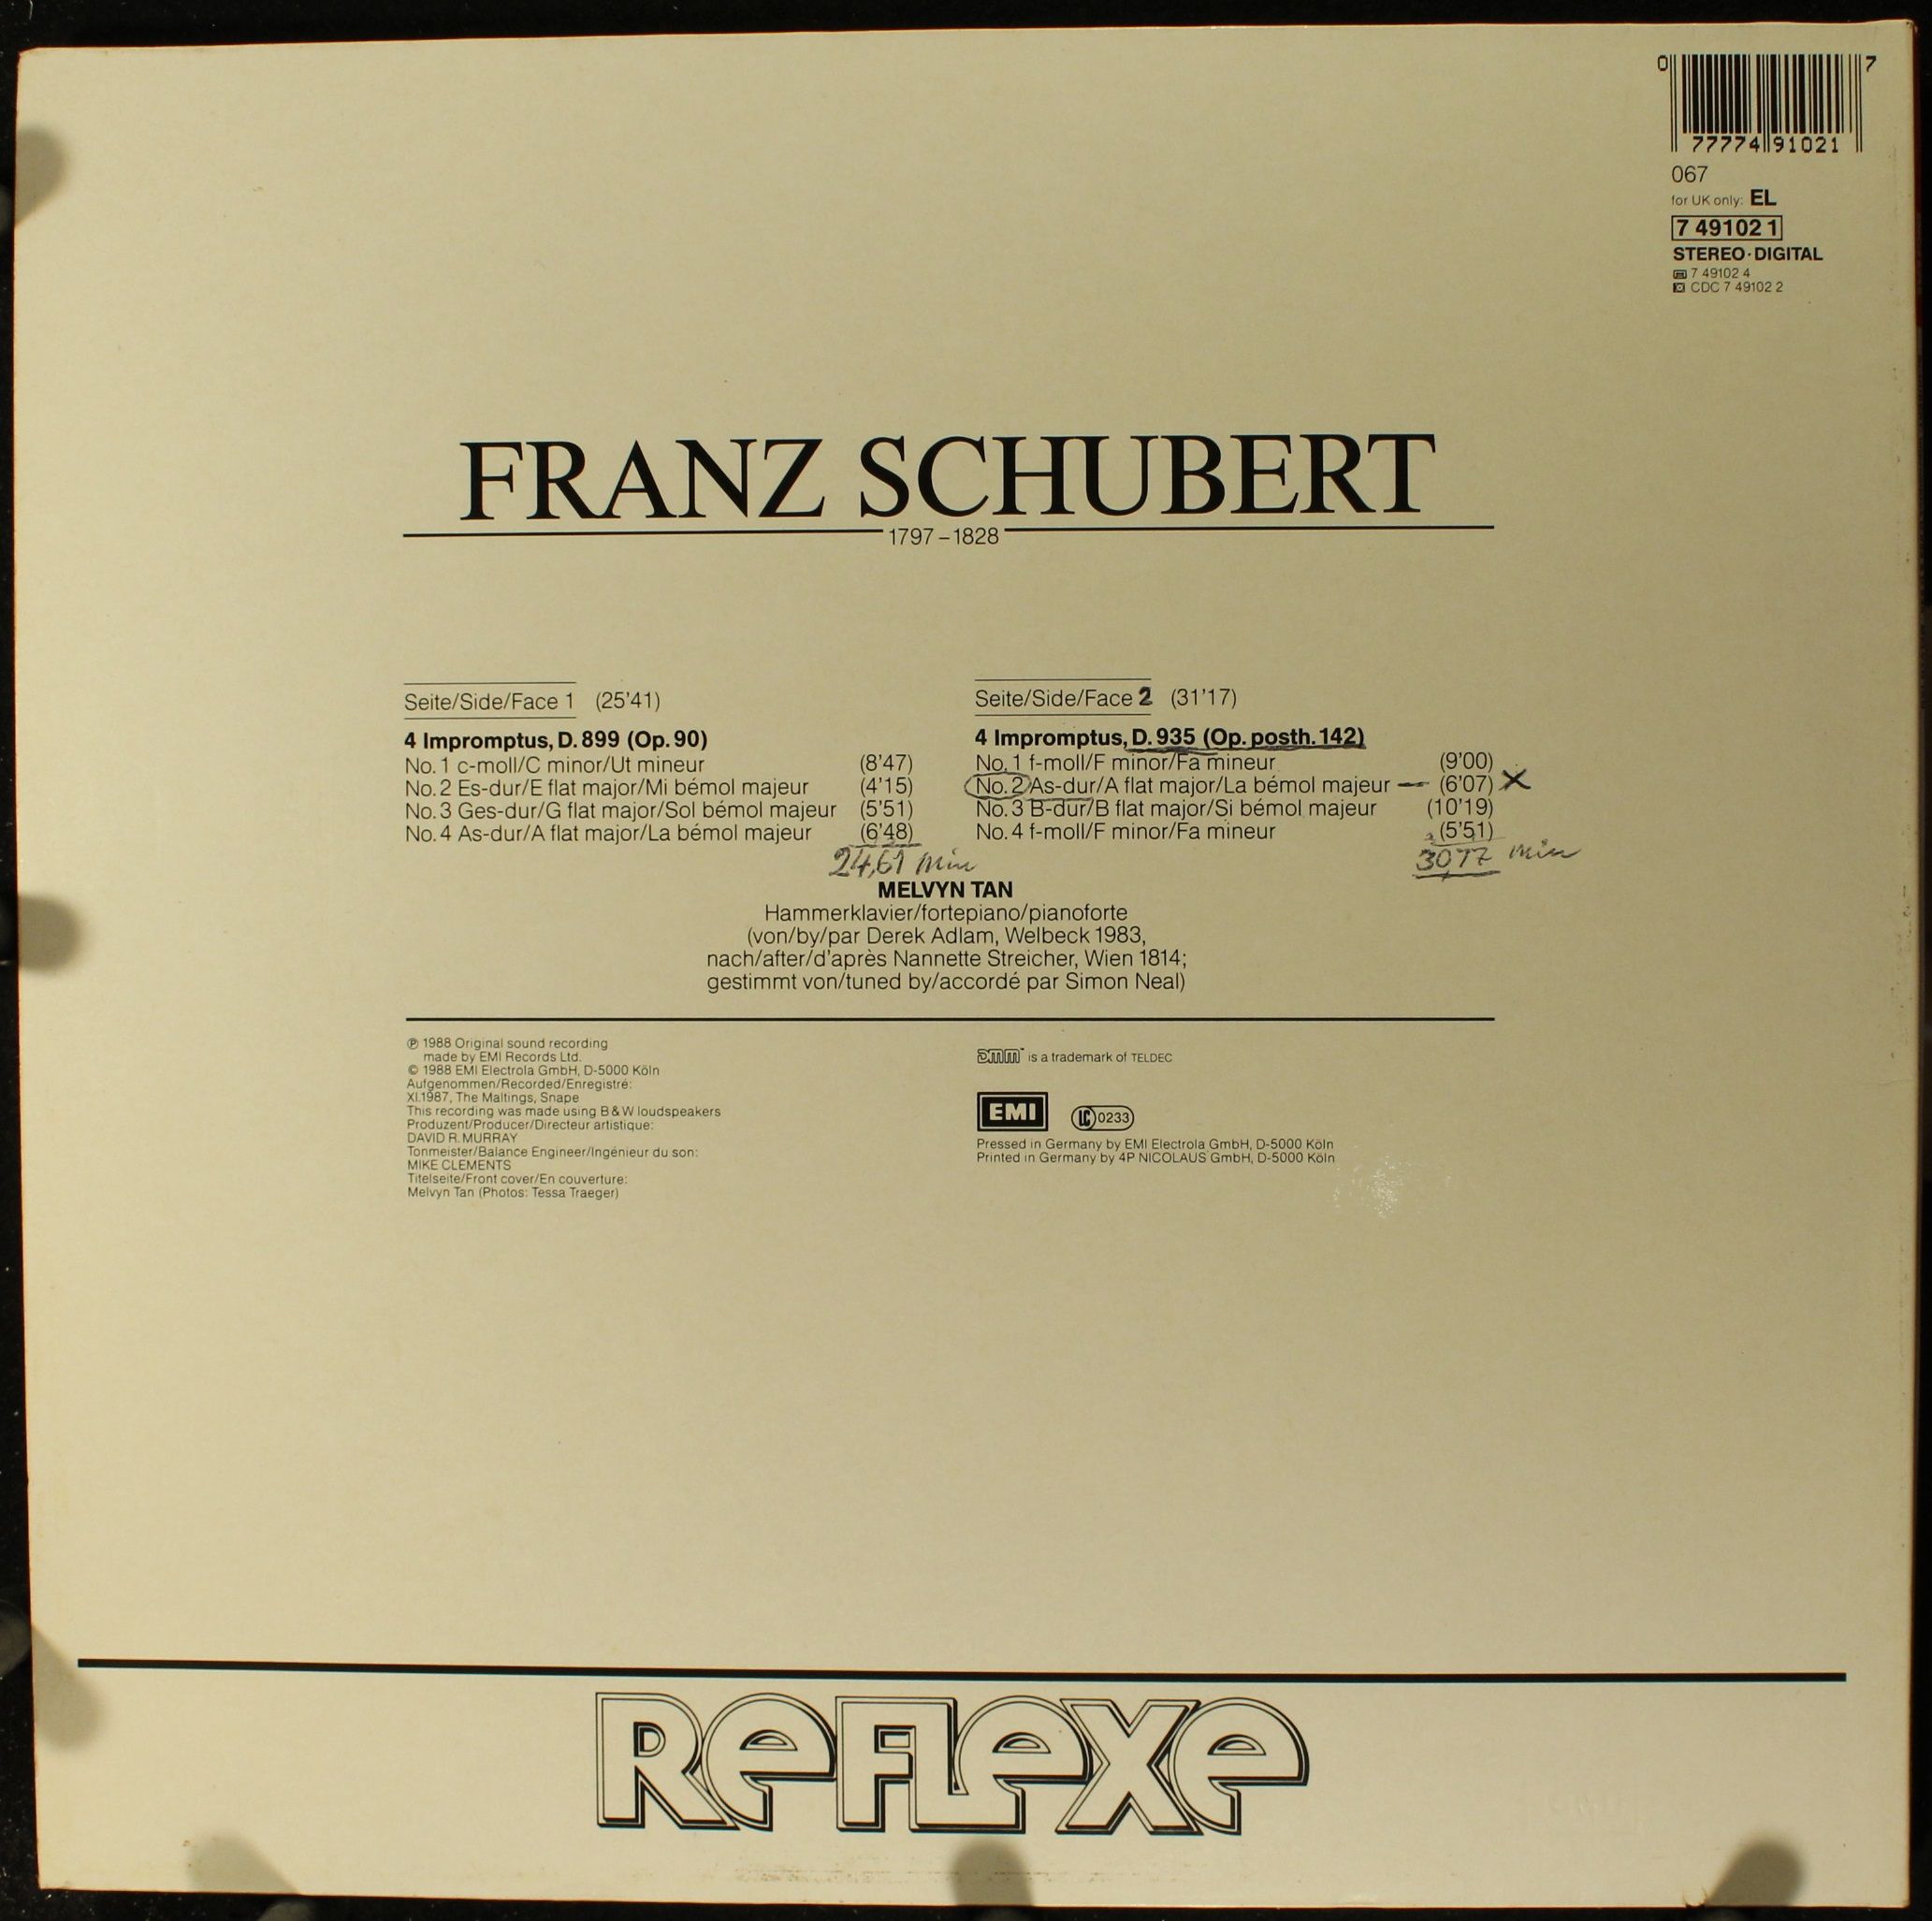 0 7
77774 91021
067
for UK only: EL
7 49102 1
STEREO·DIGITAL
7 49102 4
CDC 7 49102 2
FRANZ SCHUBERT
1797–1828
Seite/Side/Face 1 (25'41)
4 Impromptus, D. 899 (Op. 90)
No. 1 c-moll/C minor/Ut mineur (8'47)
No. 2 Es-dur/E flat major/Mi bémol majeur (4'15)
No. 3 Ges-dur/G flat major/Sol bémol majeur (5'51)
No. 4 As-dur/A flat major/La bémol majeur (6'48)
24,61 min
Seite/Side/Face 2 (31'17)
4 Impromptus, D. 935 (Op. posth. 142)
No. 1 f-moll/F minor/Fa mineur (9'00)
No. 2 As-dur/A flat major/La bémol majeur — (6'07) X
No. 3 B-dur/B flat major/Si bémol majeur (10'19)
No. 4 f-moll/F minor/Fa mineur (5'51)
min
MELVYN TAN
Hammerklavier/fortepiano/pianoforte
(von/by/par Derek Adlam, Welbeck 1983,
nach/after/d'après Nannette Streicher, Wien 1814;
gestimmt von/tuned by/accordé par Simon Neal)
℗ 1988 Original sound recording
made by EMI Records Ltd.
© 1988 EMI Electrola GmbH, D-5000 Köln
Aufgenommen/Recorded/Enregistré:
XI.1987, The Maltings, Snape
This recording was made using B & W loudspeakers
Produzent/Producer/Directeur artistique:
DAVID R. MURRAY
Tonmeister/Balance Engineer/Ingénieur du son:
MIKE CLEMENTS
Titelseite/Front cover/En couverture:
Melvyn Tan (Photos: Tessa Traeger)
DMM is a trademark of TELDEC
EMI LC 0233
Pressed in Germany by EMI Electrola GmbH, D-5000 Köln
Printed in Germany by 4P NICOLAUS GmbH, D-5000 Köln
ReFLexe